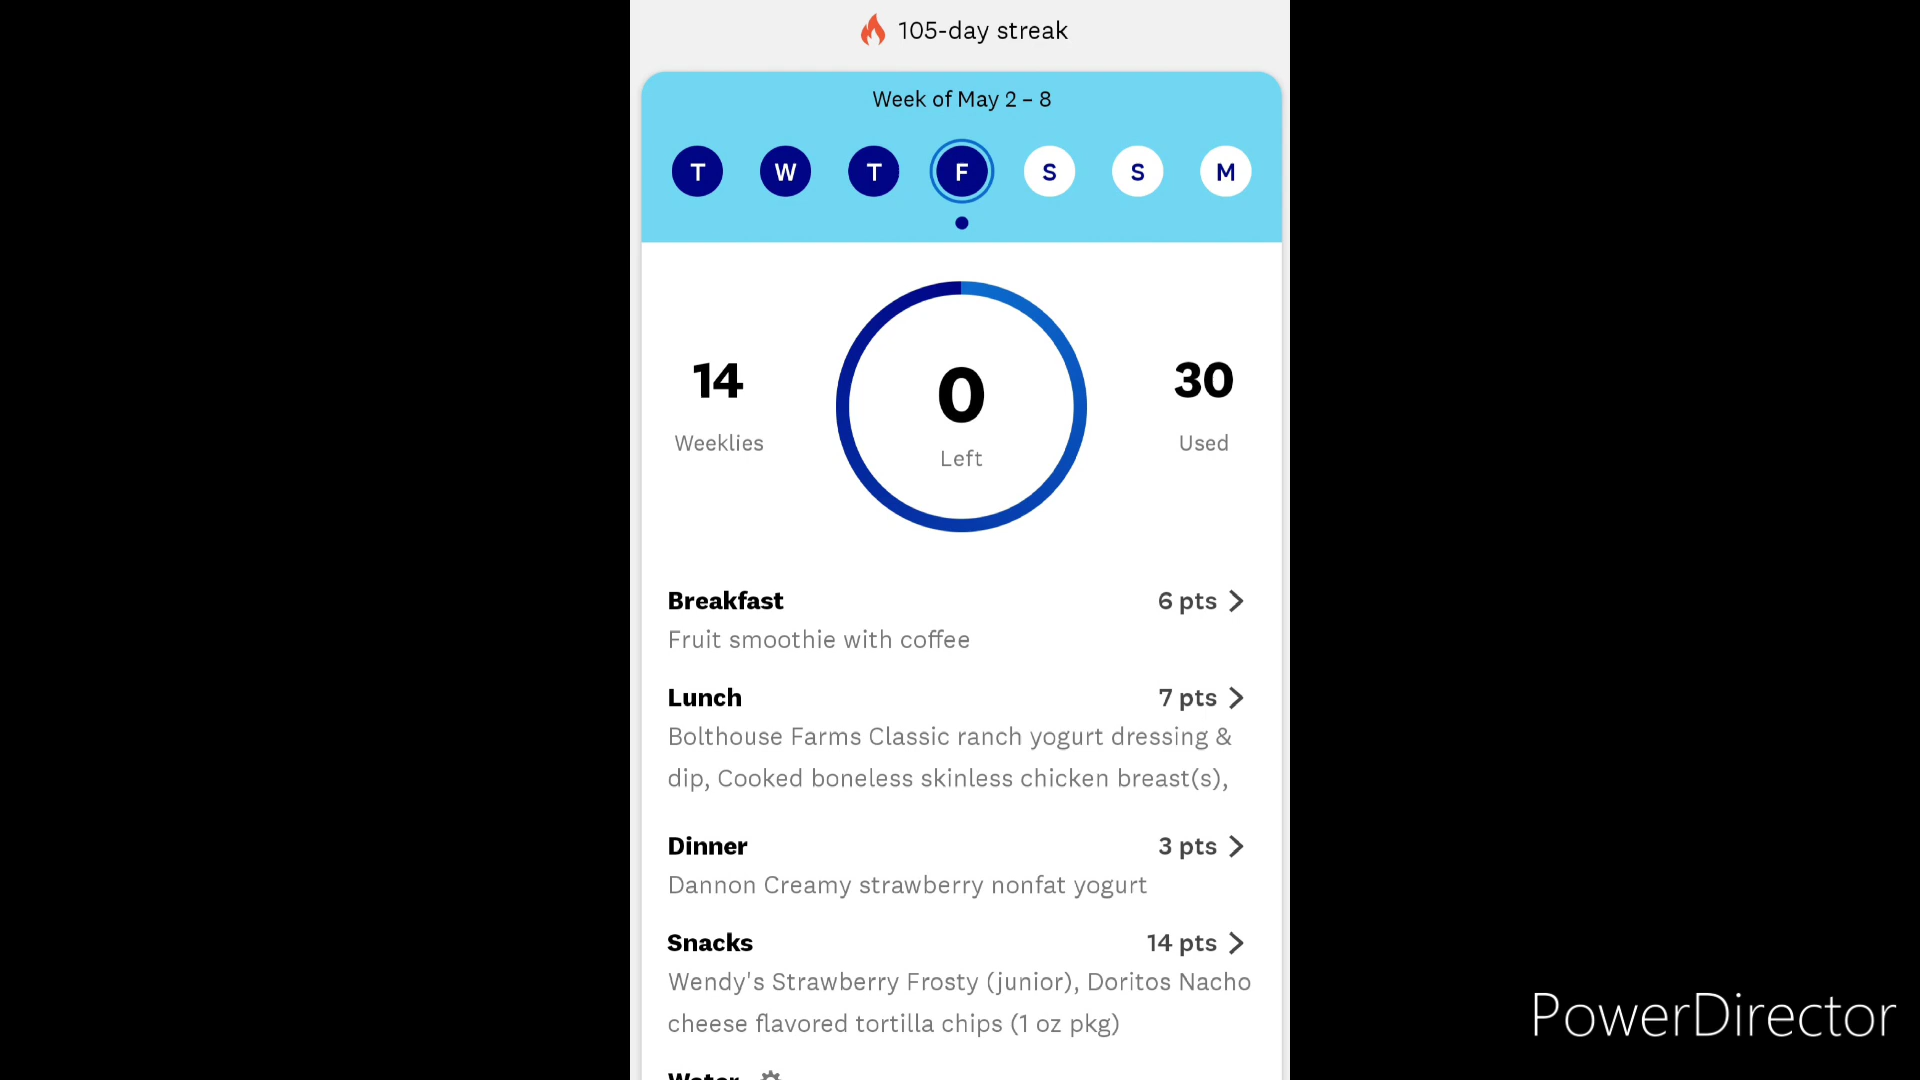 105-day streak
Week of May 2 – 8
T W T F S S M
14 0 30
Weeklies Left Used
Breakfast 6 pts
Fruit smoothie with coffee
Lunch 7 pts
Bolthouse Farms Classic ranch yogurt dressing &
dip, Cooked boneless skinless chicken breast(s),
Dinner 3 pts
Dannon Creamy strawberry nonfat yogurt
Snacks 14 pts
Wendy's Strawberry Frosty (junior), Doritos Nacho
cheese flavored tortilla chips (1 oz pkg)
Water
PowerDirector